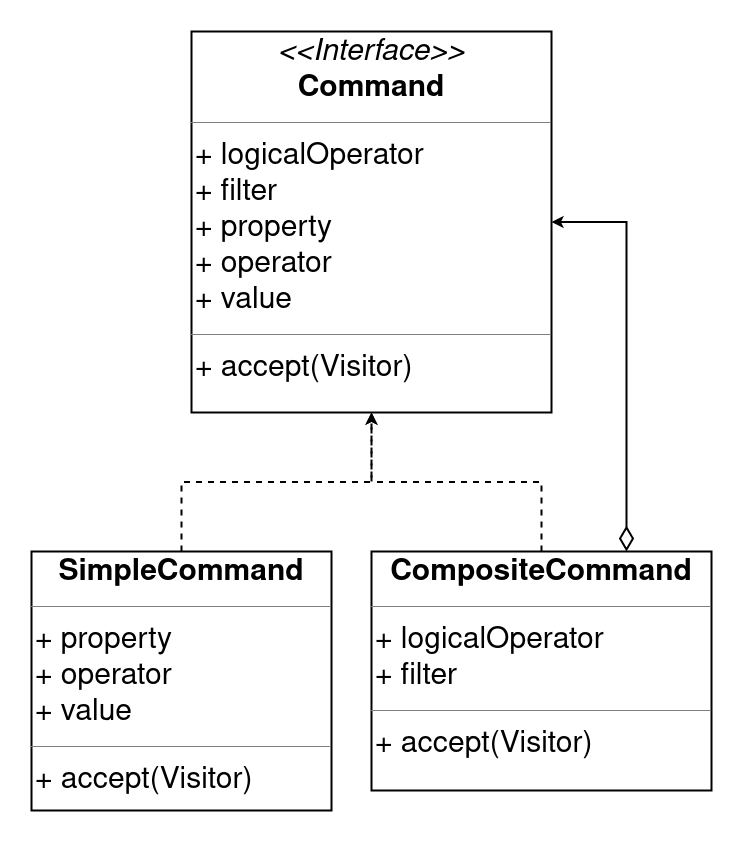 <<Interface>>
Command
+ logicalOperator
+ filter
+ property
+ operator
+ value
+ accept(Visitor)
SimpleCommand
+ property
+ operator
+ value
+ accept(Visitor)
CompositeCommand
+ logicalOperator
+ filter
+ accept(Visitor)